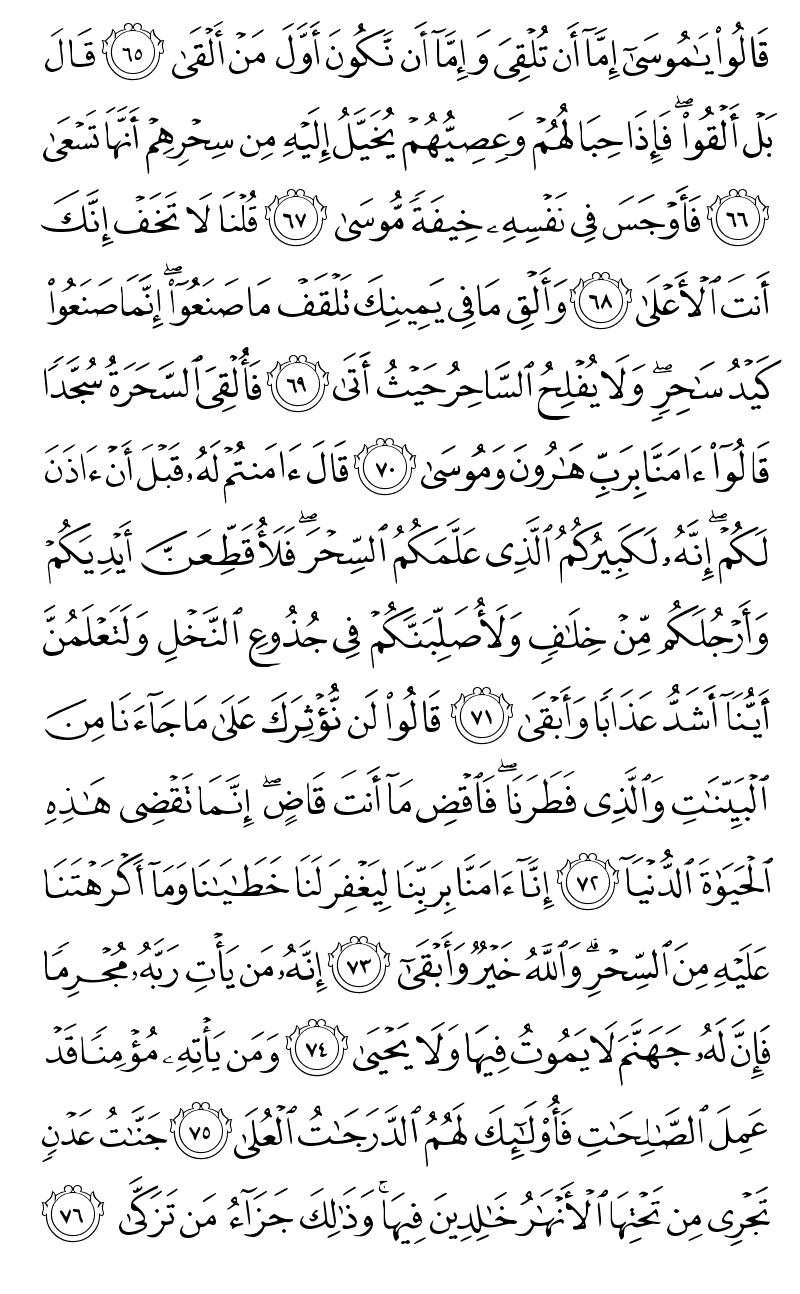 قَالُوا۟ يَـٰمُوسَىٰٓ إِمَّآ أَن تُلْقِىَ وَإِمَّآ أَن نَّكُونَ أَوَّلَ مَنْ أَلْقَىٰ ٦٥ قَالَ
بَلْ أَلْقُوا۟ ۖ فَإِذَا حِبَالُهُمْ وَعِصِيُّهُمْ يُخَيَّلُ إِلَيْهِ مِن سِحْرِهِمْ أَنَّهَا تَسْعَىٰ
٦٦ فَأَوْجَسَ فِى نَفْسِهِۦ خِيفَةً مُّوسَىٰ ٦٧ قُلْنَا لَا تَخَفْ إِنَّكَ
أَنتَ ٱلْأَعْلَىٰ ٦٨ وَأَلْقِ مَا فِى يَمِينِكَ تَلْقَفْ مَا صَنَعُوٓا۟ ۖ إِنَّمَا صَنَعُوا۟
كَيْدُ سَـٰحِرٍ ۖ وَلَا يُفْلِحُ ٱلسَّاحِرُ حَيْثُ أَتَىٰ ٦٩ فَأُلْقِىَ ٱلسَّحَرَةُ سُجَّدًا
قَالُوٓا۟ ءَامَنَّا بِرَبِّ هَـٰرُونَ وَمُوسَىٰ ٧٠ قَالَ ءَامَنتُمْ لَهُۥ قَبْلَ أَنْ ءَاذَنَ
لَكُمْ ۖ إِنَّهُۥ لَكَبِيرُكُمُ ٱلَّذِى عَلَّمَكُمُ ٱلسِّحْرَ ۖ فَلَأُقَطِّعَنَّ أَيْدِيَكُمْ
وَأَرْجُلَكُم مِّنْ خِلَـٰفٍ وَلَأُصَلِّبَنَّكُمْ فِى جُذُوعِ ٱلنَّخْلِ وَلَتَعْلَمُنَّ
أَيُّنَآ أَشَدُّ عَذَابًا وَأَبْقَىٰ ٧١ قَالُوا۟ لَن نُّؤْثِرَكَ عَلَىٰ مَا جَآءَنَا مِنَ
ٱلْبَيِّنَـٰتِ وَٱلَّذِى فَطَرَنَا ۖ فَٱقْضِ مَآ أَنتَ قَاضٍ ۖ إِنَّمَا تَقْضِى هَـٰذِهِ
ٱلْحَيَوٰةَ ٱلدُّنْيَآ ٧٢ إِنَّآ ءَامَنَّا بِرَبِّنَا لِيَغْفِرَ لَنَا خَطَـٰيَـٰنَا وَمَآ أَكْرَهْتَنَا
عَلَيْهِ مِنَ ٱلسِّحْرِ ۗ وَٱللَّهُ خَيْرٌ وَأَبْقَىٰٓ ٧٣ إِنَّهُۥ مَن يَأْتِ رَبَّهُۥ مُجْرِمًا
فَإِنَّ لَهُۥ جَهَنَّمَ لَا يَمُوتُ فِيهَا وَلَا يَحْيَىٰ ٧٤ وَمَن يَأْتِهِۦ مُؤْمِنًا قَدْ
عَمِلَ ٱلصَّـٰلِحَـٰتِ فَأُو۟لَـٰٓئِكَ لَهُمُ ٱلدَّرَجَـٰتُ ٱلْعُلَىٰ ٧٥ جَنَّـٰتُ عَدْنٍ
تَجْرِى مِن تَحْتِهَا ٱلْأَنْهَـٰرُ خَـٰلِدِينَ فِيهَا ۚ وَذَٰلِكَ جَزَآءُ مَن تَزَكَّىٰ ٧٦